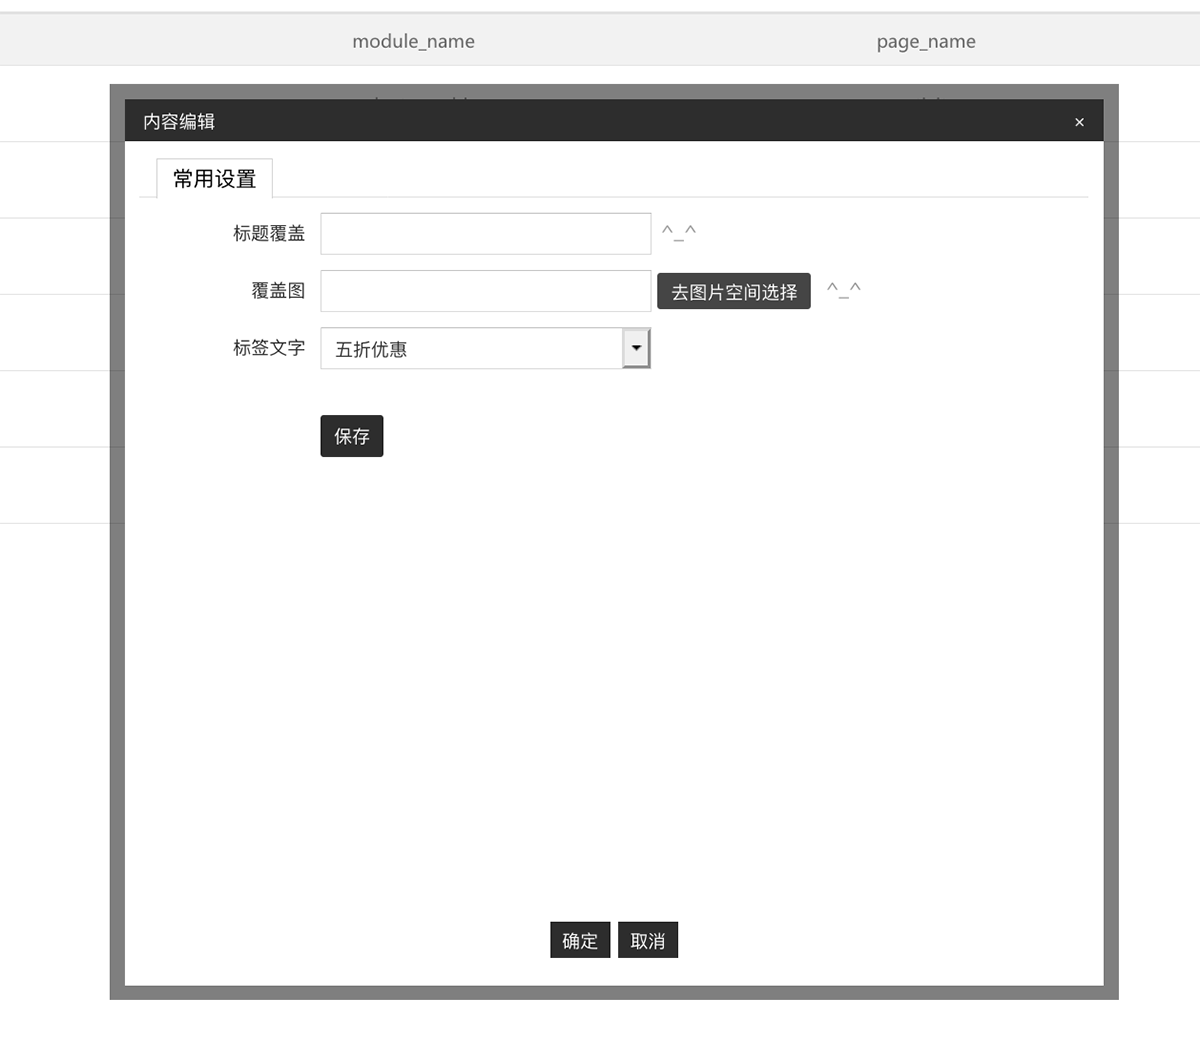 module_name page_name
内容编辑 ×
常用设置
标题覆盖 ^_^
覆盖图 去图片空间选择 ^_^
标签文字 五折优惠
保存
确定 取消